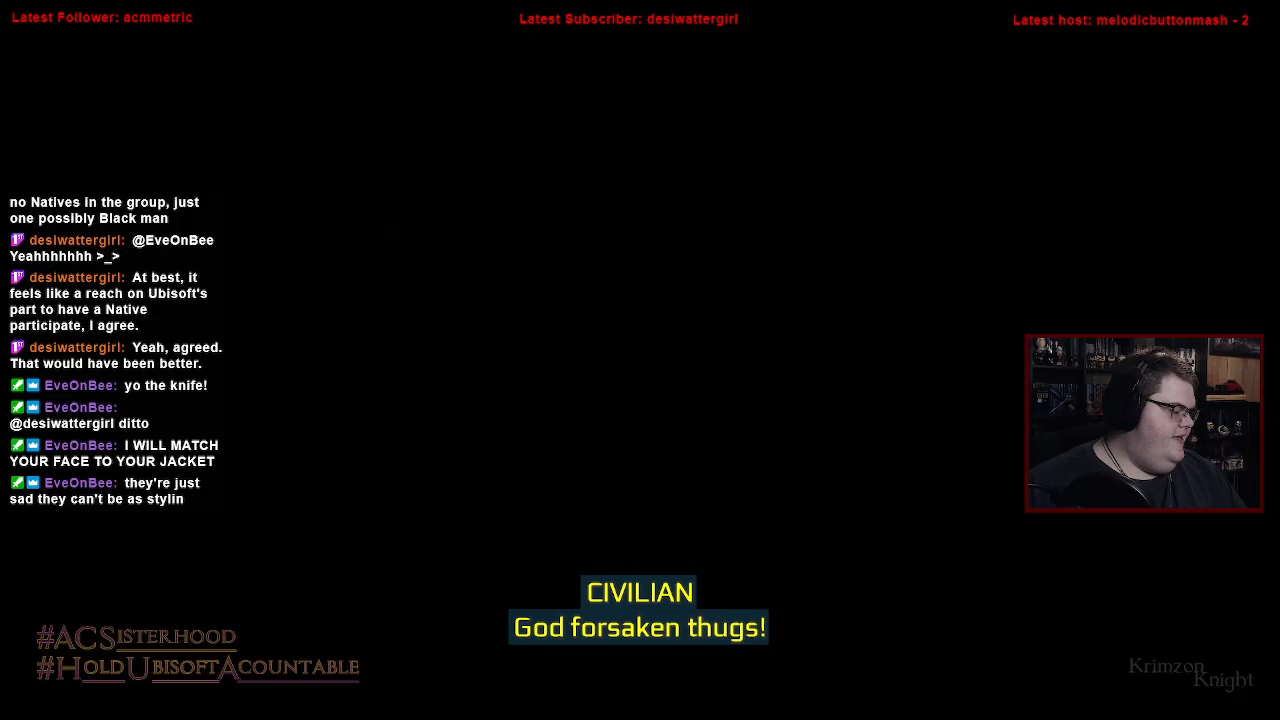 Latest Follower: acmmetric
Latest Subscriber: desiwattergirl
Latest host: melodicbuttonmash - 2
no Natives in the group, just
one possibly Black man
desiwattergirl: @EveOnBee
Yeahhhhhhh >_>
desiwattergirl: At best, it
feels like a reach on Ubisoft's
part to have a Native
participate, I agree.
desiwattergirl: Yeah, agreed.
That would have been better.
EveOnBee: yo the knife!
EveOnBee:
@desiwattergirl ditto
EveOnBee: I WILL MATCH
YOUR FACE TO YOUR JACKET
EveOnBee: they're just
sad they can't be as stylin
CIVILIAN
God forsaken thugs!
#ACSisterhood
#HoldUbisoftAcountable
Krimzon
Knight